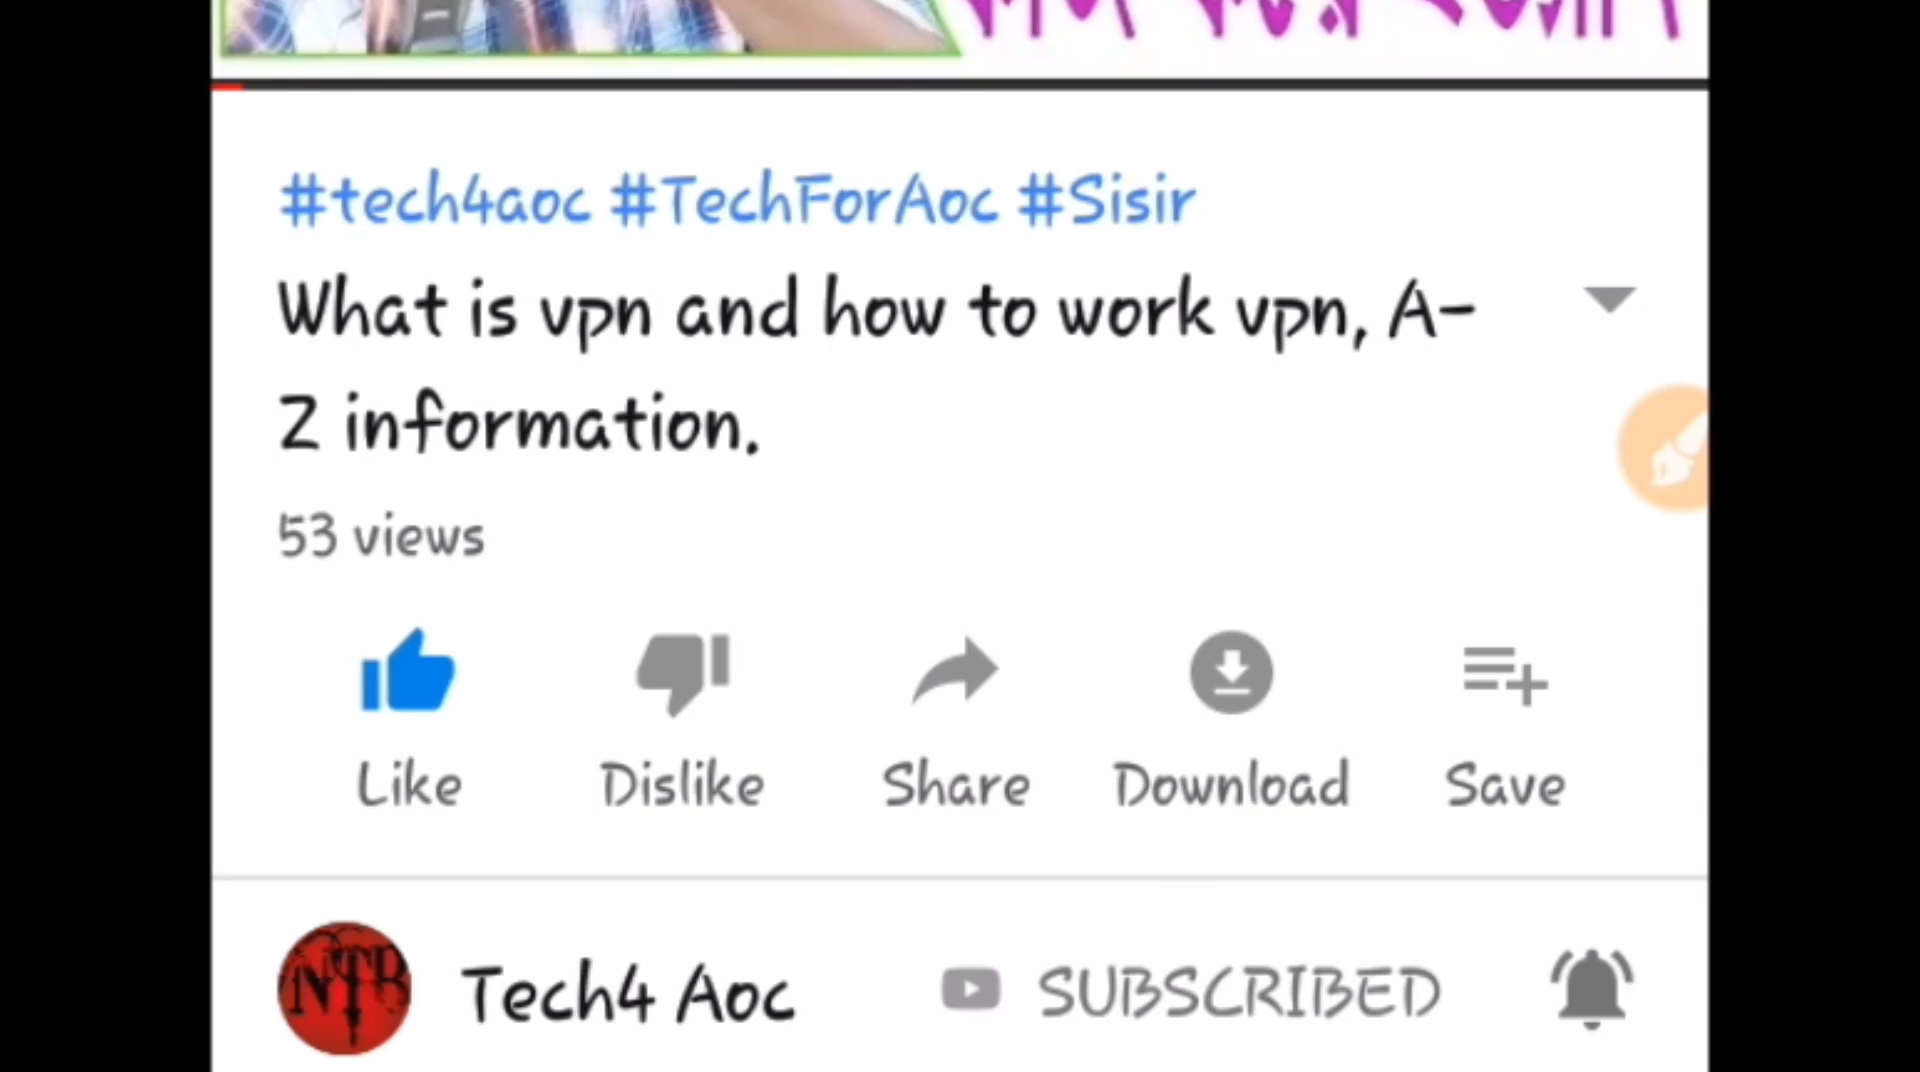 #tech4aoc #TechForAoc #Sisir
What is vpn and how to work vpn, A-
Z information.
53 views
Like Dislike Share Download Save
NTB
Tech4 Aoc SUBSCRIBED